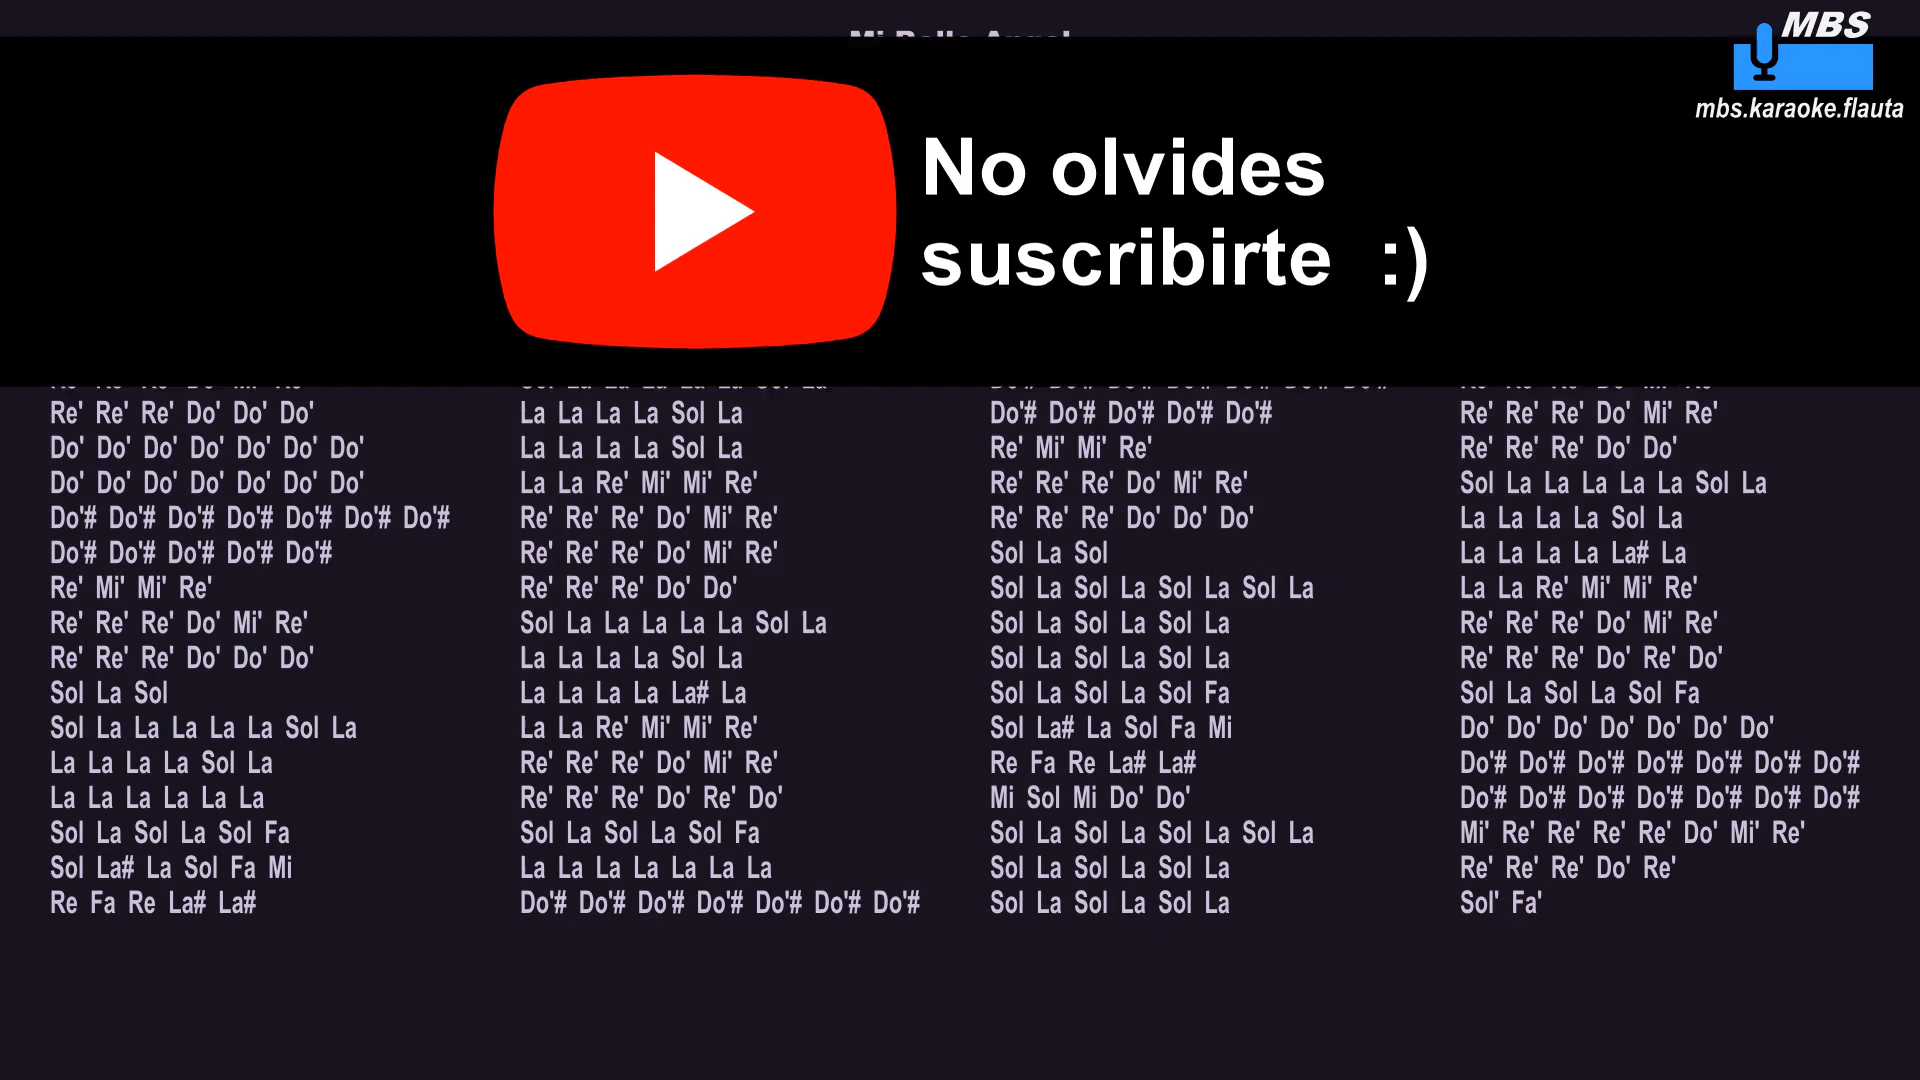 MBS
mbs.karaoke.flauta
No olvides
suscribirte :)
Re' Re' Re' Do' Do' Do'
Do' Do' Do' Do' Do' Do' Do'
Do' Do' Do' Do' Do' Do' Do'
Do'# Do'# Do'# Do'# Do'# Do'# Do'#
Do'# Do'# Do'# Do'# Do'#
Re' Mi' Mi' Re'
Re' Re' Re' Do' Mi' Re'
Re' Re' Re' Do' Do' Do'
Sol La Sol
Sol La La La La La Sol La
La La La La Sol La
La La La La La La
Sol La Sol La Sol Fa
Sol La# La Sol Fa Mi
Re Fa Re La# La#
La La La La Sol La
La La La La Sol La
La La Re' Mi' Mi' Re'
Re' Re' Re' Do' Mi' Re'
Re' Re' Re' Do' Mi' Re'
Re' Re' Re' Do' Do'
Sol La La La La La Sol La
La La La La Sol La
La La La La La# La
La La Re' Mi' Mi' Re'
Re' Re' Re' Do' Mi' Re'
Re' Re' Re' Do' Re' Do'
Sol La Sol La Sol Fa
La La La La La La La
Do'# Do'# Do'# Do'# Do'# Do'# Do'#
Do'# Do'# Do'# Do'# Do'#
Re' Mi' Mi' Re'
Re' Re' Re' Do' Mi' Re'
Re' Re' Re' Do' Do' Do'
Sol La Sol
Sol La Sol La Sol La Sol La
Sol La Sol La Sol La
Sol La Sol La Sol La
Sol La Sol La Sol Fa
Sol La# La Sol Fa Mi
Re Fa Re La# La#
Mi Sol Mi Do' Do'
Sol La Sol La Sol La Sol La
Sol La Sol La Sol La
Sol La Sol La Sol La
Re' Re' Re' Do' Mi' Re'
Re' Re' Re' Do' Do'
Sol La La La La La Sol La
La La La La Sol La
La La La La La# La
La La Re' Mi' Mi' Re'
Re' Re' Re' Do' Mi' Re'
Re' Re' Re' Do' Re' Do'
Sol La Sol La Sol Fa
Do' Do' Do' Do' Do' Do' Do'
Do'# Do'# Do'# Do'# Do'# Do'# Do'#
Do'# Do'# Do'# Do'# Do'# Do'# Do'#
Mi' Re' Re' Re' Re' Do' Mi' Re'
Re' Re' Re' Do' Re'
Sol' Fa'